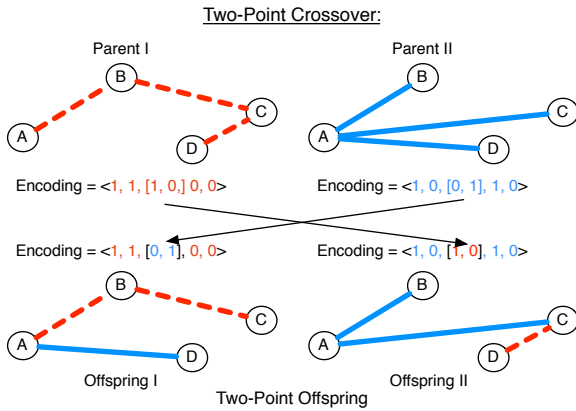 Two-Point Crossover:
Parent I
Parent II
B
B
A
C
D
A
C
D
Encoding = <1, 1, [1, 0,] 0, 0>
Encoding = <1, 0, [0, 1], 1, 0>
Encoding = <1, 1, [0, 1], 0, 0>
Encoding = <1, 0, [1, 0], 1, 0>
B
B
A
C
D
A
C
D
Offspring I
Offspring II
Two-Point Offspring